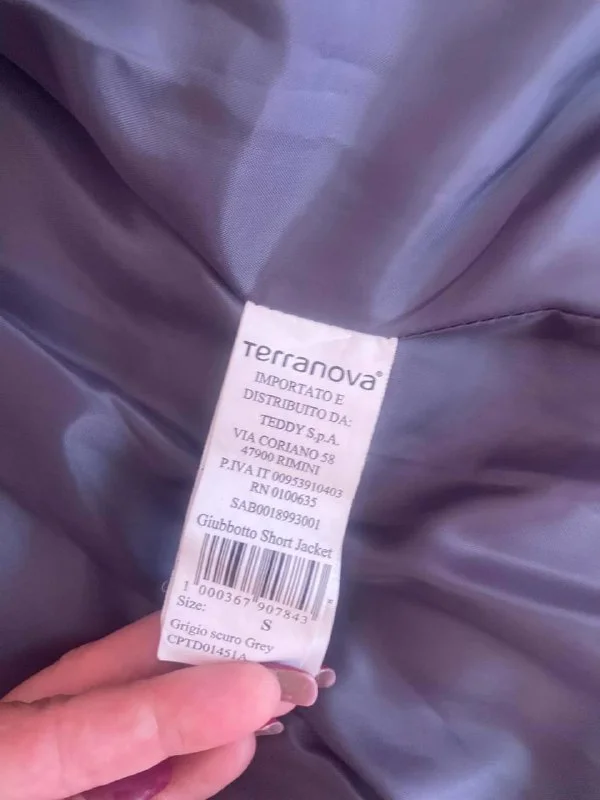 Terranova®
IMPORTATO E
DISTRIBUITO DA:
TEDDY S.p.A.
VIA CORIANO 58
47900 RIMINI
P.IVA IT 00953910403
RN 0100635
SAB0018993001
Giubbotto Short Jacket
1 000367 907843
Size: S
Grigio scuro Grey
CPTD01451A